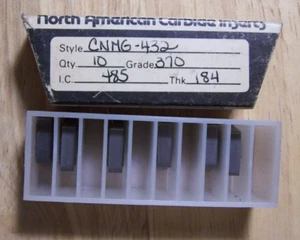 North American Carbide Inserts
Style CNMG-432
Qty 10 Grade 370
I.C. 485 Thk 184